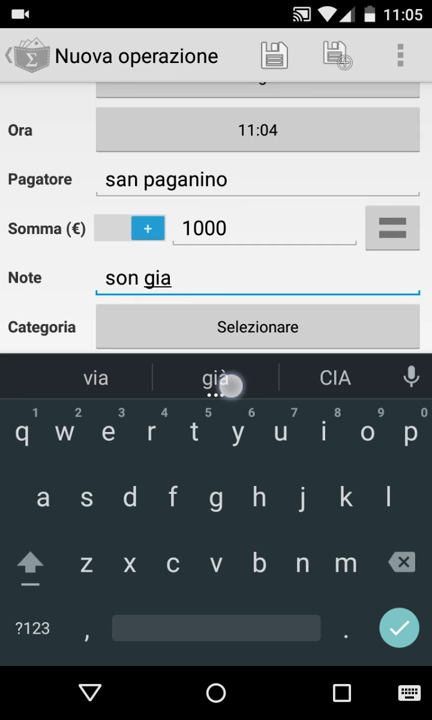 11:05
Nuova operazione
Ora 11:04
Pagatore san paganino
Somma (€) + 1000
Note son gia
Categoria Selezionare
via già CIA
1 2 3 4 5 6 7 8 9 0
q w e r t y u i o p
a s d f g h j k l
z x c v b n m
?123 , .